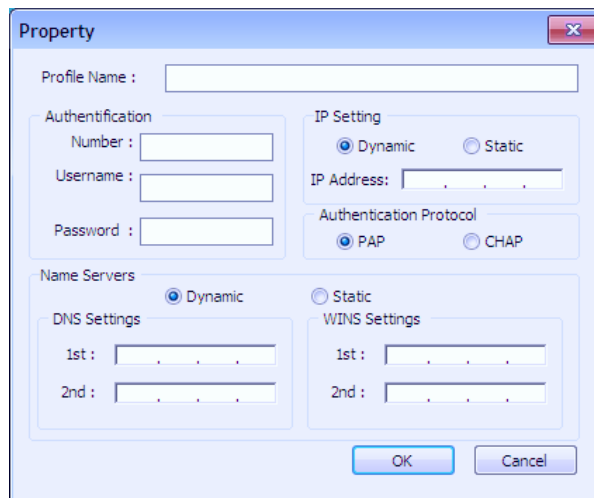 Property
Profile Name :
Authentification
Number :
Username :
Password :
IP Setting
Dynamic Static
IP Address: . . .
Authentication Protocol
PAP CHAP
Name Servers
Dynamic Static
DNS Settings
1st : . . .
2nd : . . .
WINS Settings
1st : . . .
2nd : . . .
OK Cancel